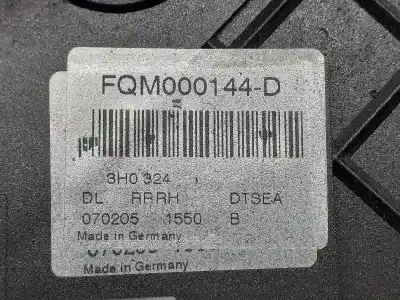 FQM000144-D
3H0 324
DL RRRH DTSEA
070205 1550 B
Made in Germany
Made in Germany